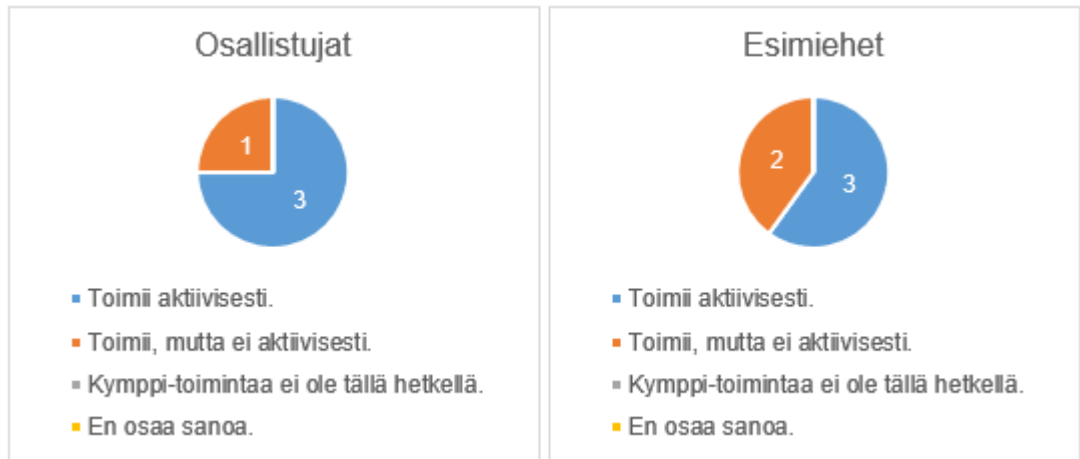 Osallistujat
1
3
Toimii aktiivisesti.
Toimii, mutta ei aktiivisesti.
Kymppi-toimintaa ei ole tällä hetkellä.
En osaa sanoa.
Esimiehet
2
3
Toimii aktiivisesti.
Toimii, mutta ei aktiivisesti.
Kymppi-toimintaa ei ole tällä hetkellä.
En osaa sanoa.